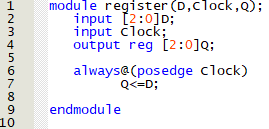 1 module register(D,Clock,Q);
2 input [2:0]D;
3 input Clock;
4 output reg [2:0]Q;
5
6 always@(posedge Clock)
7 Q<=D;
8
9 endmodule
10